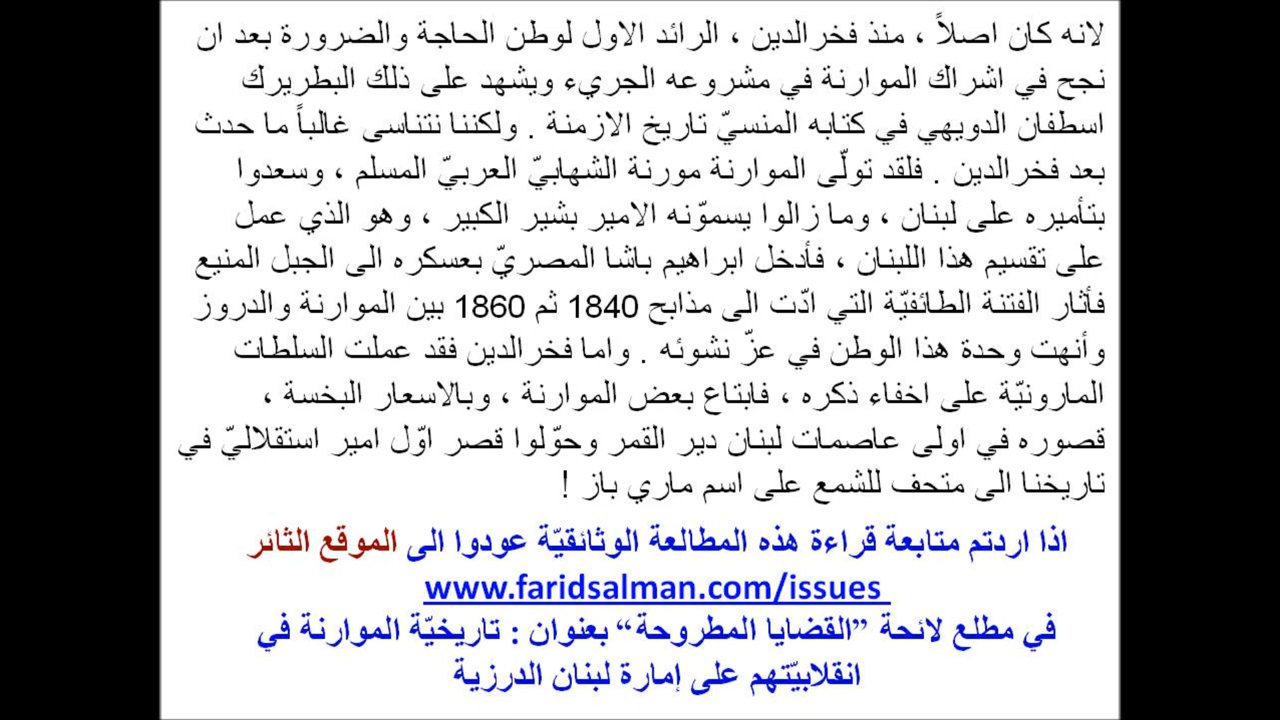 لانه كان اصلاً ، منذ فخرالدين ، الرائد الاول لوطن الحاجة والضرورة بعد ان
نجح في اشراك الموارنة في مشروعه الجريء ويشهد على ذلك البطريرك
اسطفان الدويهي في كتابه المنسيّ تاريخ الازمنة . ولكننا نتناسى غالباً ما حدث
بعد فخرالدين . فلقد تولّى الموارنة مورنة الشهابيّ العربيّ المسلم ، وسعدوا
بتأميره على لبنان ، وما زالوا يسموّنه الامير بشير الكبير ، وهو الذي عمل
على تقسيم هذا اللبنان ، فأدخل ابراهيم باشا المصريّ بعسكره الى الجبل المنيع
فأثار الفتنة الطائفيّة التي ادّت الى مذابح 1840 ثم 1860 بين الموارنة والدروز
وأنهت وحدة هذا الوطن في عزّ نشوئه . واما فخرالدين فقد عملت السلطات
المارونيّة على اخفاء ذكره ، فابتاع بعض الموارنة ، وبالاسعار البخسة ،
قصوره في اولى عاصمات لبنان دير القمر وحوّلوا قصر اوّل امير استقلاليّ في
تاريخنا الى متحف للشمع على اسم ماري باز !
اذا اردتم متابعة قراءة هذه المطالعة الوثائقيّة عودوا الى الموقع الثائر
www.faridsalman.com/issues
في مطلع لائحة ”القضايا المطروحة“ بعنوان : تاريخيّة الموارنة في
انقلابيّتهم على إمارة لبنان الدرزية